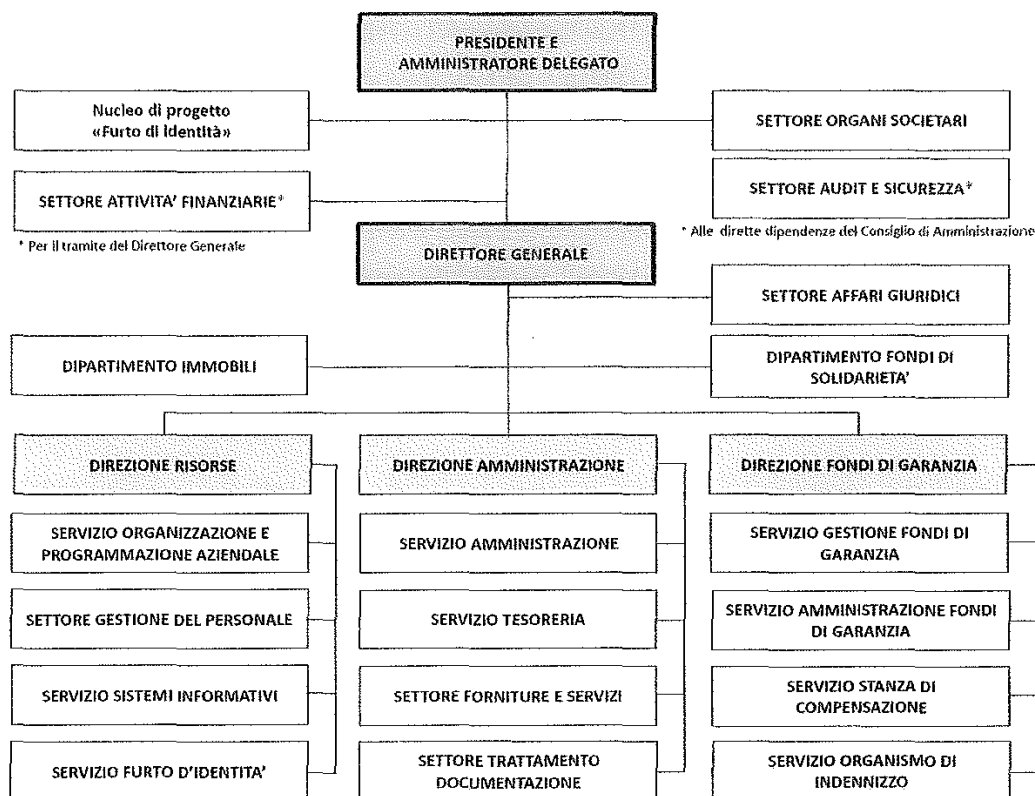 PRESIDENTE E
AMMINISTRATORE DELEGATO
Nucleo di progetto
«Furto di identità»
SETTORE ORGANI SOCIETARI
SETTORE ATTIVITA' FINANZIARIE*
* Per il tramite del Direttore Generale
SETTORE AUDIT E SICUREZZA*
* Alle dirette dipendenze del Consiglio di Amministrazione
DIRETTORE GENERALE
SETTORE AFFARI GIURIDICI
DIPARTIMENTO IMMOBILI
DIPARTIMENTO FONDI DI
SOLIDARIETA'
DIREZIONE RISORSE
DIREZIONE AMMINISTRAZIONE
DIREZIONE FONDI DI GARANZIA
SERVIZIO ORGANIZZAZIONE E
PROGRAMMAZIONE AZIENDALE
SERVIZIO AMMINISTRAZIONE
SERVIZIO GESTIONE FONDI DI
GARANZIA
SETTORE GESTIONE DEL PERSONALE
SERVIZIO TESORERIA
SERVIZIO AMMINISTRAZIONE FONDI
DI GARANZIA
SERVIZIO SISTEMI INFORMATIVI
SETTORE FORNITURE E SERVIZI
SERVIZIO STANZA DI
COMPENSAZIONE
SERVIZIO FURTO D'IDENTITA'
SETTORE TRATTAMENTO
DOCUMENTAZIONE
SERVIZIO ORGANISMO DI
INDENNIZZO